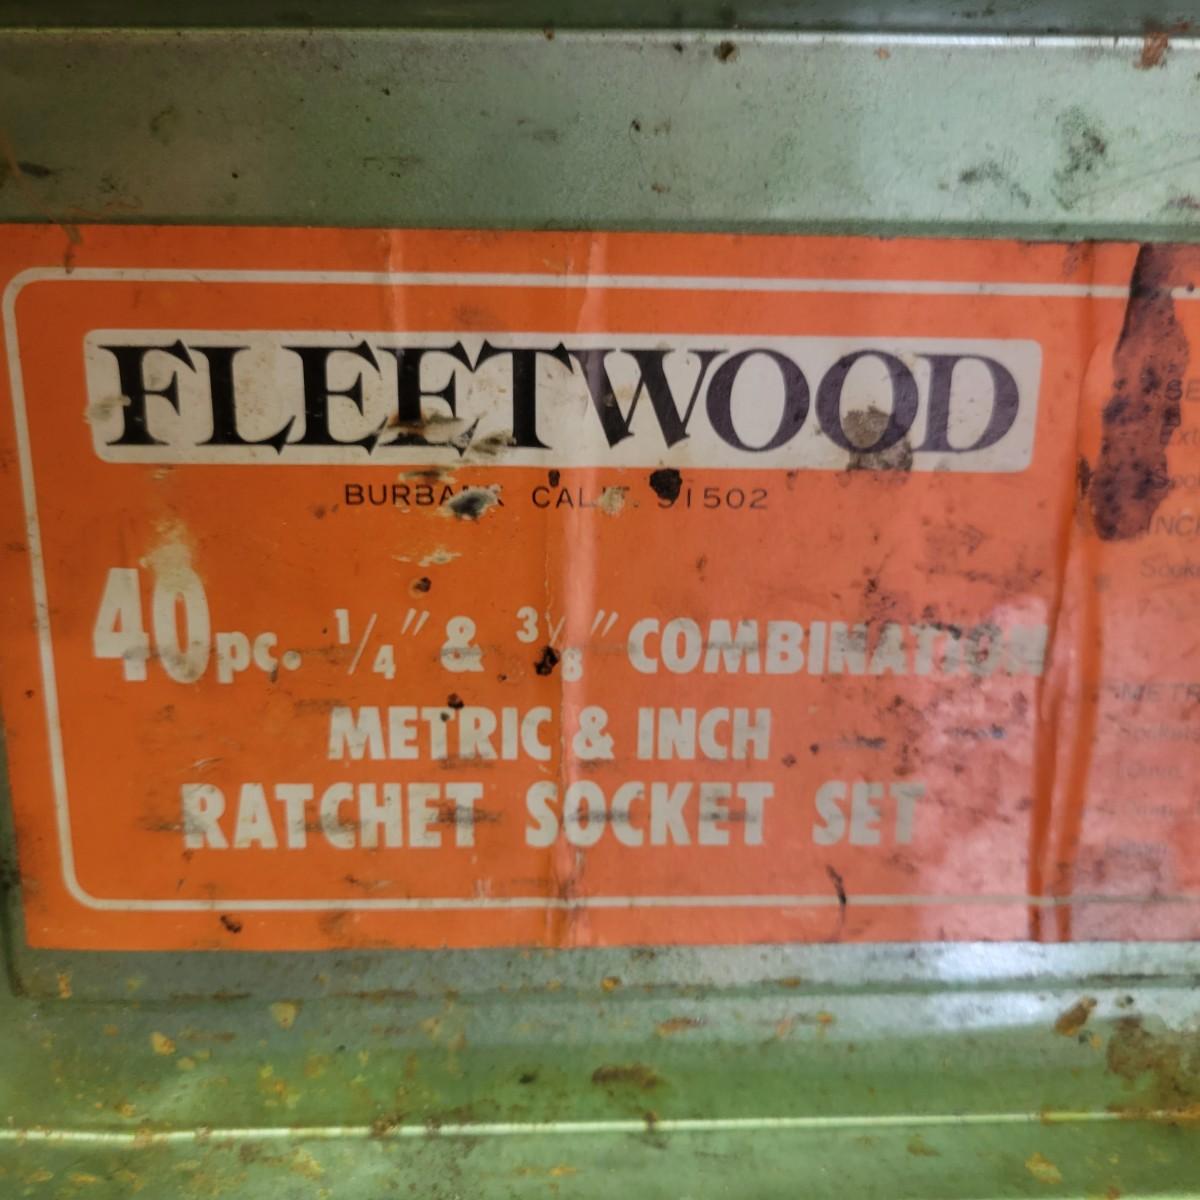 FLEETWOOD
BURBANK CALIF. 91502
40pc. 1/4" & 3/8" COMBINATION
METRIC & INCH
RATCHET SOCKET SET